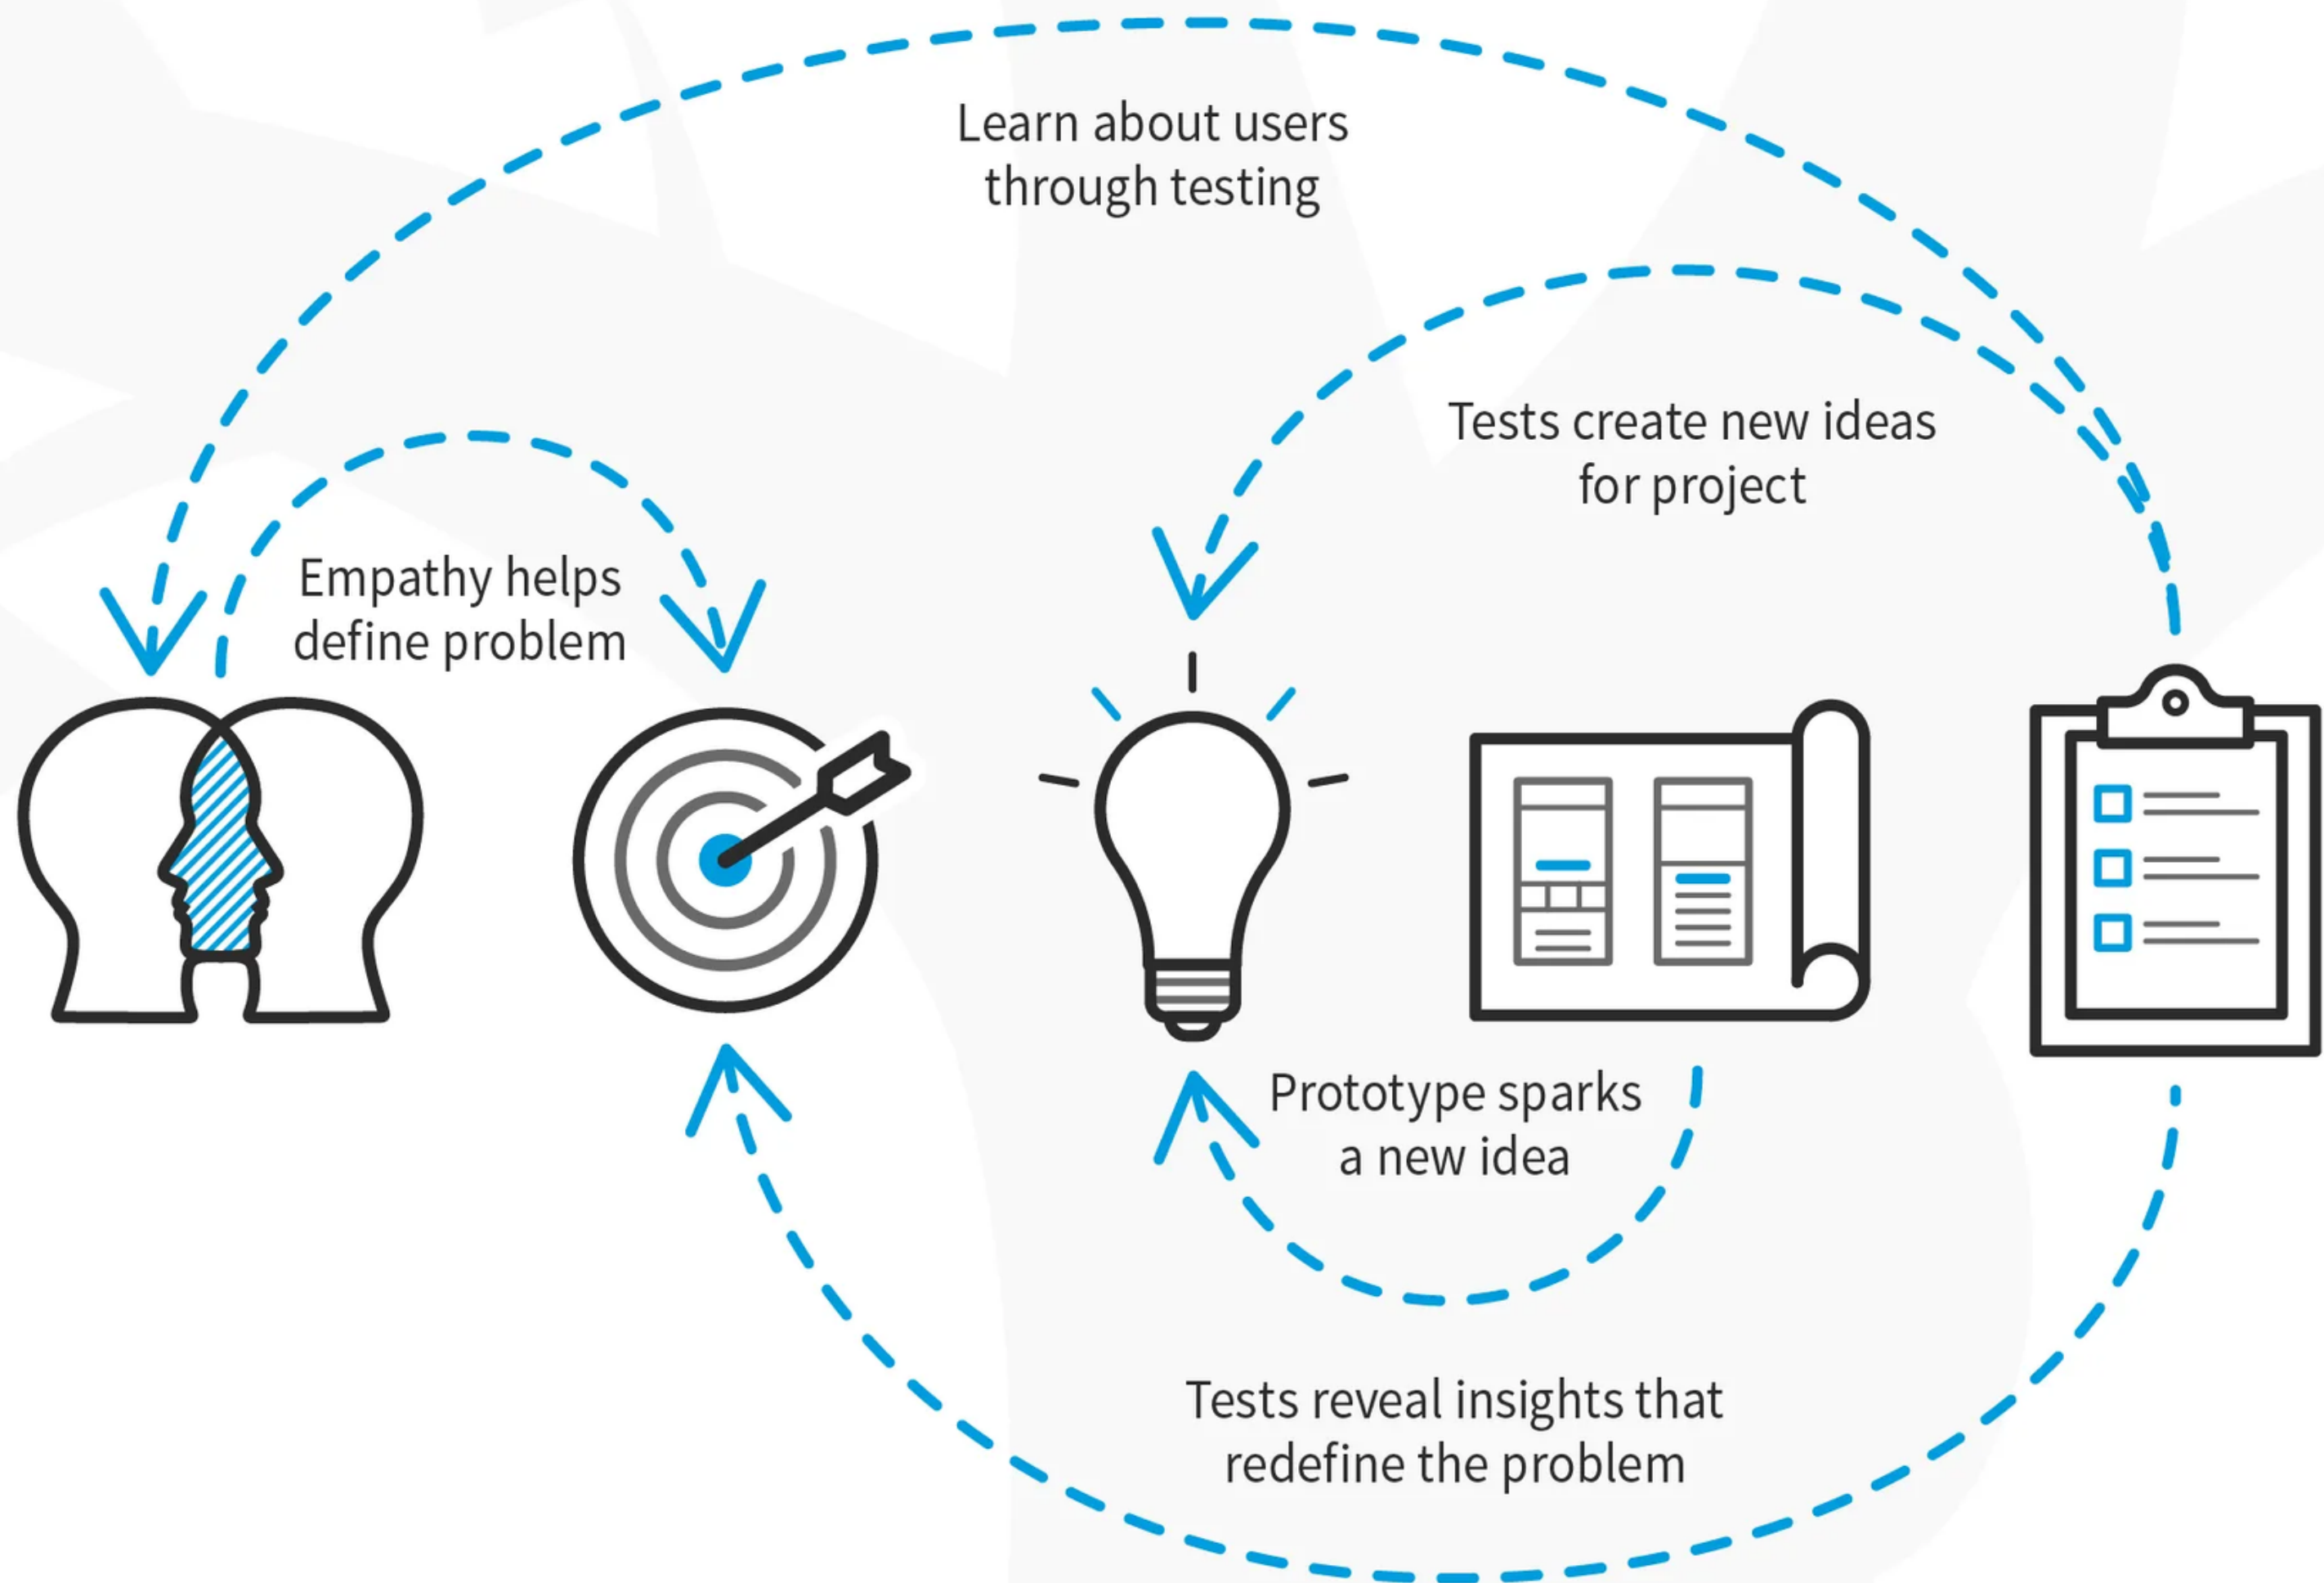 Learn about users
through testing
Tests create new ideas
for project
Empathy helps
define problem
Prototype sparks
a new idea
Tests reveal insights that
redefine the problem